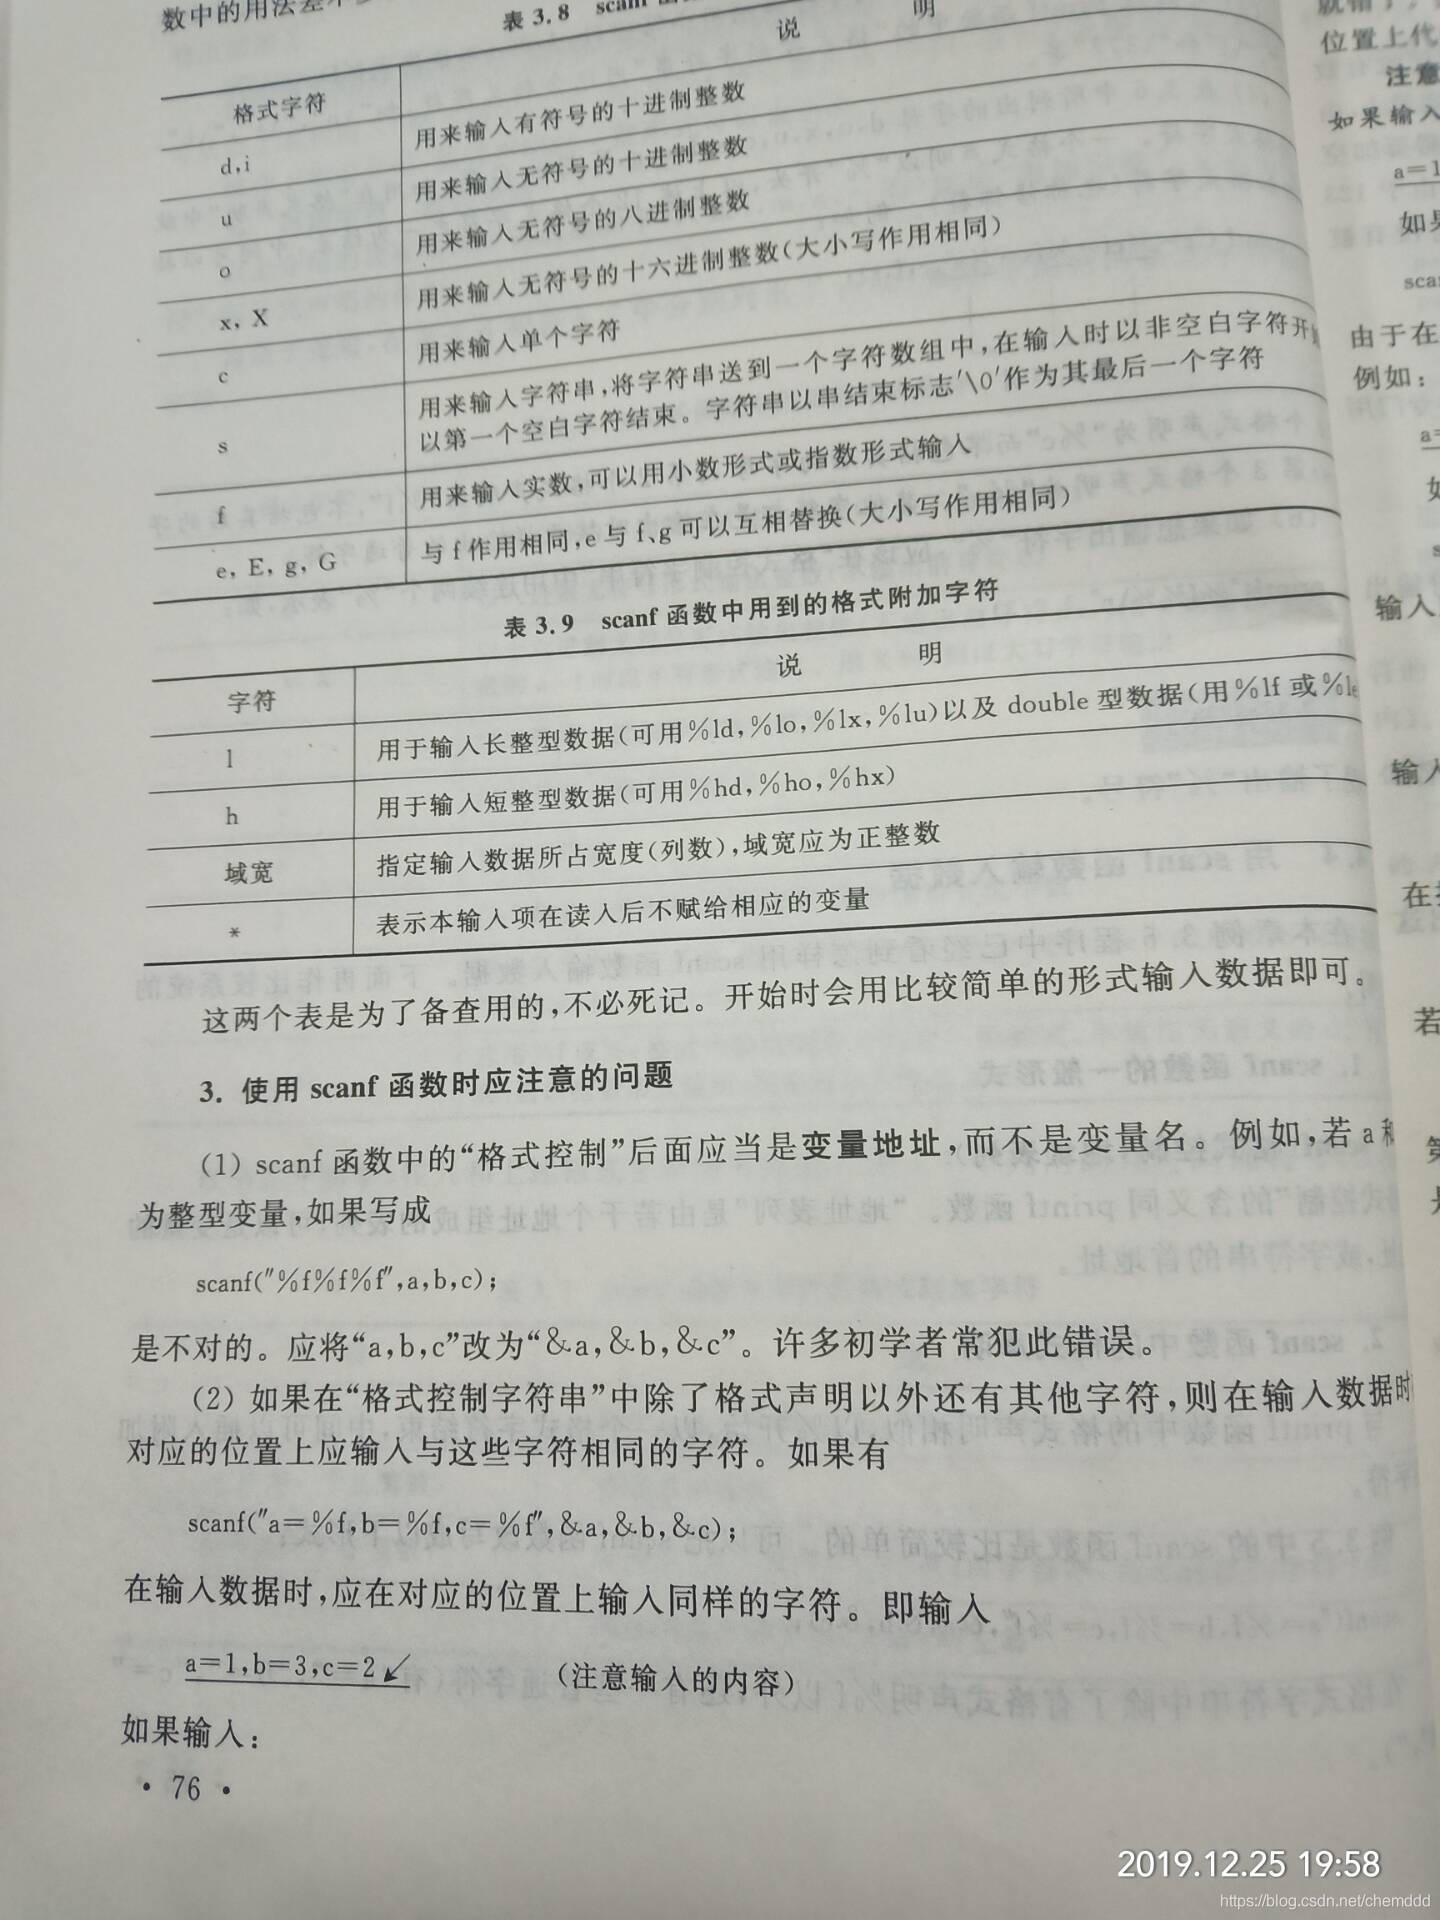 数中的用法差不多
表 3.8 scanf
说 明
格式字符
d,i 用来输入有符号的十进制整数
u 用来输入无符号的十进制整数
o 用来输入无符号的八进制整数
x, X 用来输入无符号的十六进制整数(大小写作用相同)
c 用来输入单个字符
s 用来输入字符串,将字符串送到一个字符数组中,在输入时以非空白字符开
以第一个空白字符结束。字符串以串结束标志'\0'作为其最后一个字符
f 用来输入实数,可以用小数形式或指数形式输入
e, E, g, G 与 f 作用相同,e 与 f、g 可以互相替换(大小写作用相同)
表 3.9 scanf 函数中用到的格式附加字符
字符 说 明
l 用于输入长整型数据(可用%ld,%lo,%lx,%lu)以及 double 型数据(用%lf 或%le
h 用于输入短整型数据(可用%hd,%ho,%hx)
域宽 指定输入数据所占宽度(列数),域宽应为正整数
* 表示本输入项在读入后不赋给相应的变量
这两个表是为了备查用的,不必死记。开始时会用比较简单的形式输入数据即可。
3. 使用 scanf 函数时应注意的问题
(1) scanf 函数中的“格式控制”后面应当是变量地址,而不是变量名。例如,若 a 和
为整型变量,如果写成
scanf("%f%f%f",a,b,c);
是不对的。应将“a,b,c”改为“&a,&b,&c”。许多初学者常犯此错误。
(2) 如果在“格式控制字符串”中除了格式声明以外还有其他字符,则在输入数据时
对应的位置上应输入与这些字符相同的字符。如果有
scanf("a=%f,b=%f,c=%f",&a,&b,&c);
在输入数据时,应在对应的位置上输入同样的字符。即输入
a=1,b=3,c=2↙ (注意输入的内容)
如果输入:
· 76 ·
位置上代
注意
如果输入
a=1
如果
scan
由于在
例如:
a=
如
s
输入
输入
在
若
第
2019.12.25 19:58
https://blog.csdn.net/chemddd